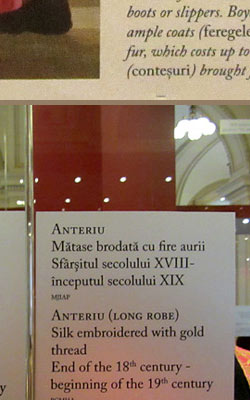 boots or slippers. Boy
ample coats (feregele
fur, which costs up to
(conteșuri) brought
ANTERIU
Mătase brodată cu fire aurii
Sfârșitul secolului XVIII-
începutul secolului XIX
MJIAP
ANTERIU (LONG ROBE)
Silk embroidered with gold
thread
End of the 18th century -
beginning of the 19th century